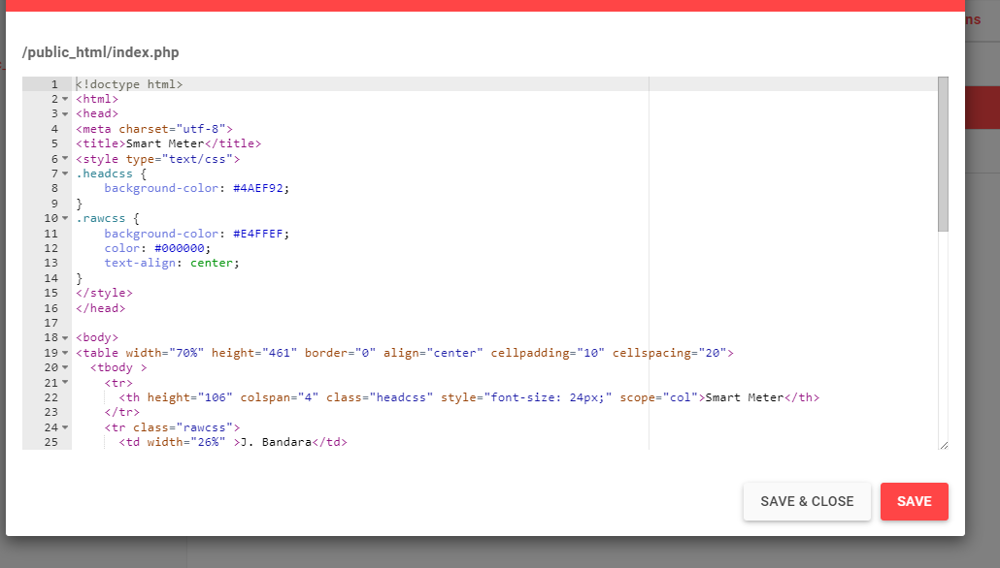 ns
/public_html/index.php
1 <!doctype html>
2 <html>
3 <head>
4 <meta charset="utf-8">
5 <title>Smart Meter</title>
6 <style type="text/css">
7 .headcss {
8     background-color: #4AEF92;
9 }
10 .rawcss {
11     background-color: #E4FFEF;
12     color: #000000;
13     text-align: center;
14 }
15 </style>
16 </head>
17
18 <body>
19 <table width="70%" height="461" border="0" align="center" cellpadding="10" cellspacing="20">
20   <tbody >
21     <tr>
22       <th height="106" colspan="4" class="headcss" style="font-size: 24px;" scope="col">Smart Meter</th>
23     </tr>
24     <tr class="rawcss">
25       <td width="26%" >J. Bandara</td>
SAVE & CLOSE
SAVE